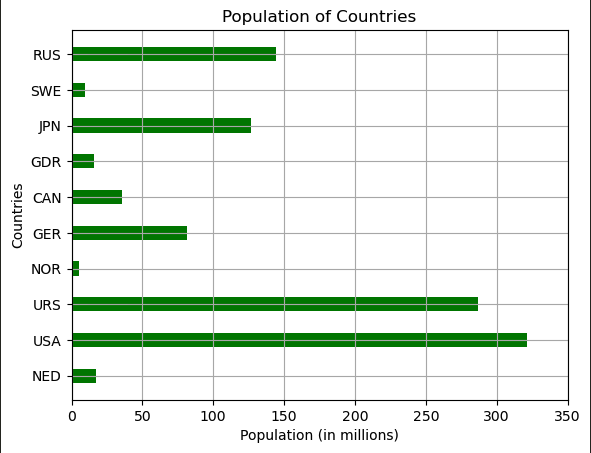 Population of Countries
RUS
SWE
JPN
GDR
CAN
GER
NOR
URS
USA
NED
Countries
0 50 100 150 200 250 300 350
Population (in millions)